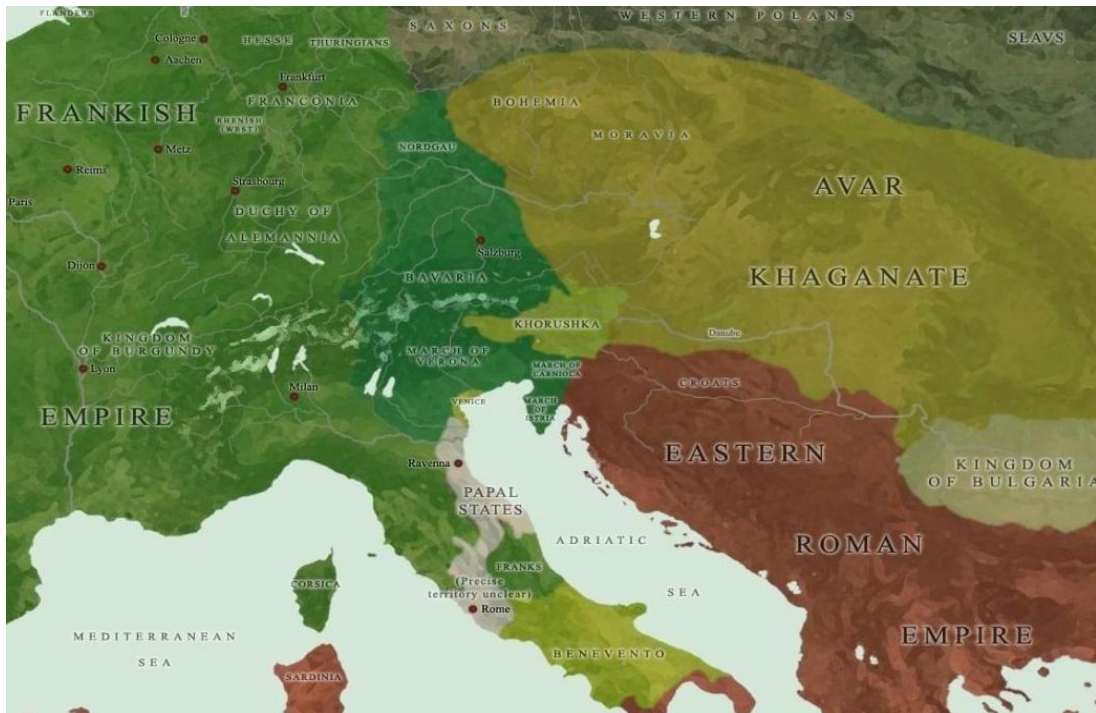 FLANDERS
SAXONS
WESTERN POLANS
SLAVS
Cologne
HESSE
THURINGIANS
Aachen
Frankfurt
FRANCONIA
BOHEMIA
FRANKISH
RHENISH
(WEST)
MORAVIA
Metz
NORDGAU
Reims
Strasbourg
AVAR
Paris
DUCHY OF
ALEMANNIA
Salzburg
Dijon
BAVARIA
KHAGANATE
KHORUSHKA
Danube
KINGDOM
OF BURGUNDY
MARCH OF
VERONA
Lyon
MARCH OF
CARNIOLA
CROATS
Milan
VENICE
MARCH
OF
ISTRIA
EMPIRE
EASTERN
Ravenna
KINGDOM
OF BULGARIA
PAPAL
STATES
ADRIATIC
SEA
ROMAN
FRANKS
CORSICA
(Precise
territory unclear)
Rome
MEDITERRANEAN
SEA
EMPIRE
BENEVENTO
SARDINIA